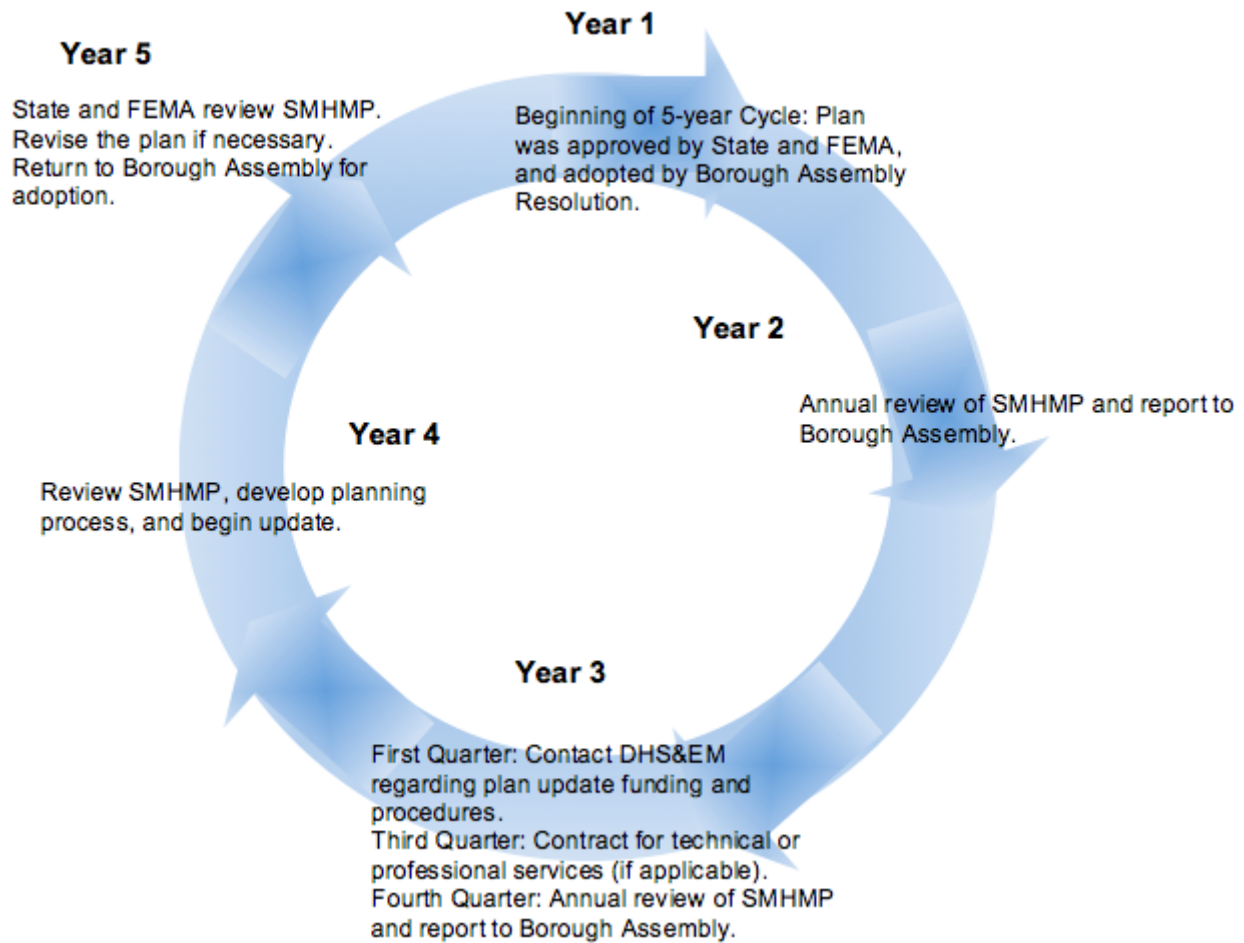 Year 1
Beginning of 5-year Cycle: Plan
was approved by State and FEMA,
and adopted by Borough Assembly
Resolution.
Year 2
Annual review of SMHMP and report to
Borough Assembly.
Year 3
First Quarter: Contact DHS&EM
regarding plan update funding and
procedures.
Third Quarter: Contract for technical or
professional services (if applicable).
Fourth Quarter: Annual review of SMHMP
and report to Borough Assembly.
Year 4
Review SMHMP, develop planning
process, and begin update.
Year 5
State and FEMA review SMHMP.
Revise the plan if necessary.
Return to Borough Assembly for
adoption.